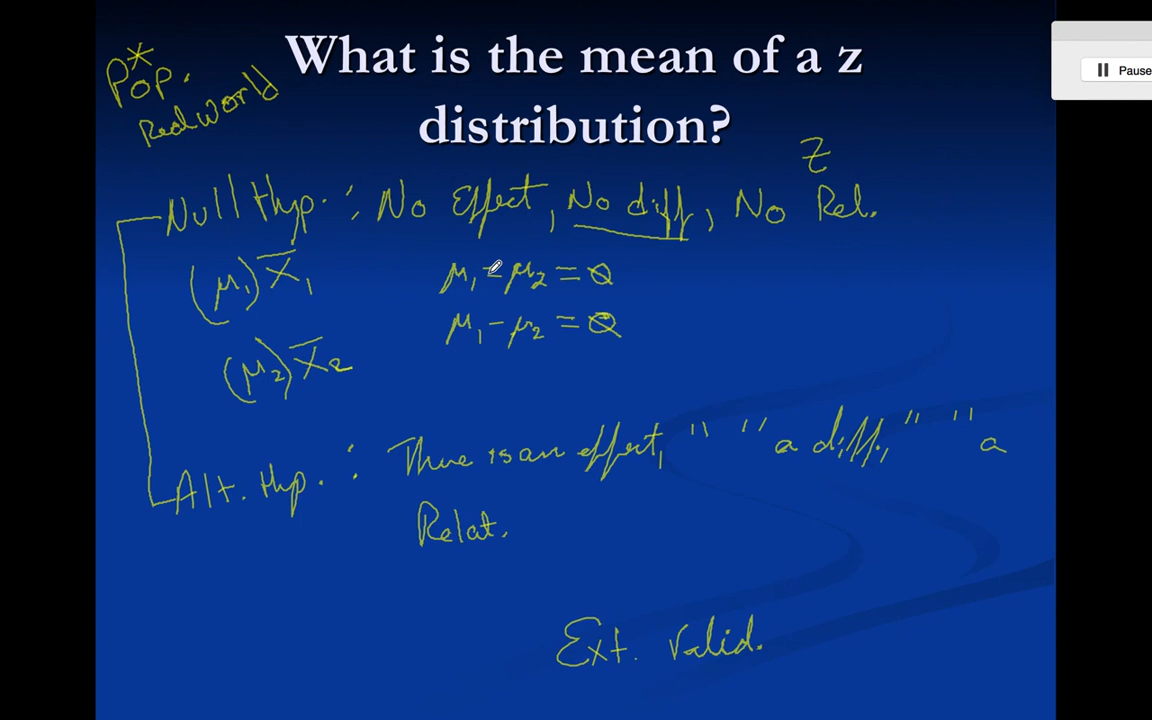 What is the mean of a z
distribution?
Pause
*
Pop.
Real world
z
Null Hyp. : No Effect, No diff, No Rel.
(μ₁) X̄₁
μ₁ - μ₂ = 0
μ₁ - μ₂ = 0
(μ₂) X̄₂
Alt. Hyp. : There is an effect, " " a diff, " " a
Relat.
Ext. Valid.